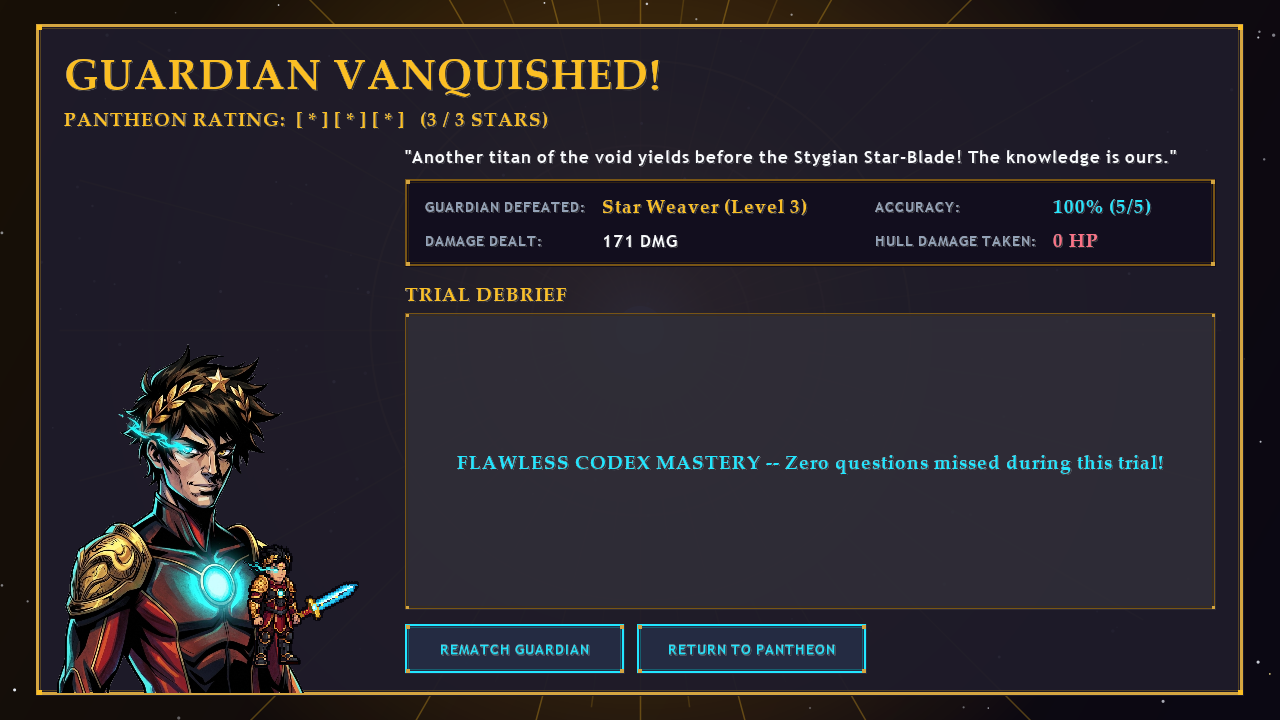 GUARDIAN VANQUISHED!
PANTHEON RATING: [ * ] [ * ] [ * ] (3 / 3 STARS)
"Another titan of the void yields before the Stygian Star-Blade! The knowledge is ours."
GUARDIAN DEFEATED: Star Weaver (Level 3) ACCURACY: 100% (5/5)
DAMAGE DEALT: 171 DMG HULL DAMAGE TAKEN: 0 HP
TRIAL DEBRIEF
FLAWLESS CODEX MASTERY -- Zero questions missed during this trial!
REMATCH GUARDIAN RETURN TO PANTHEON